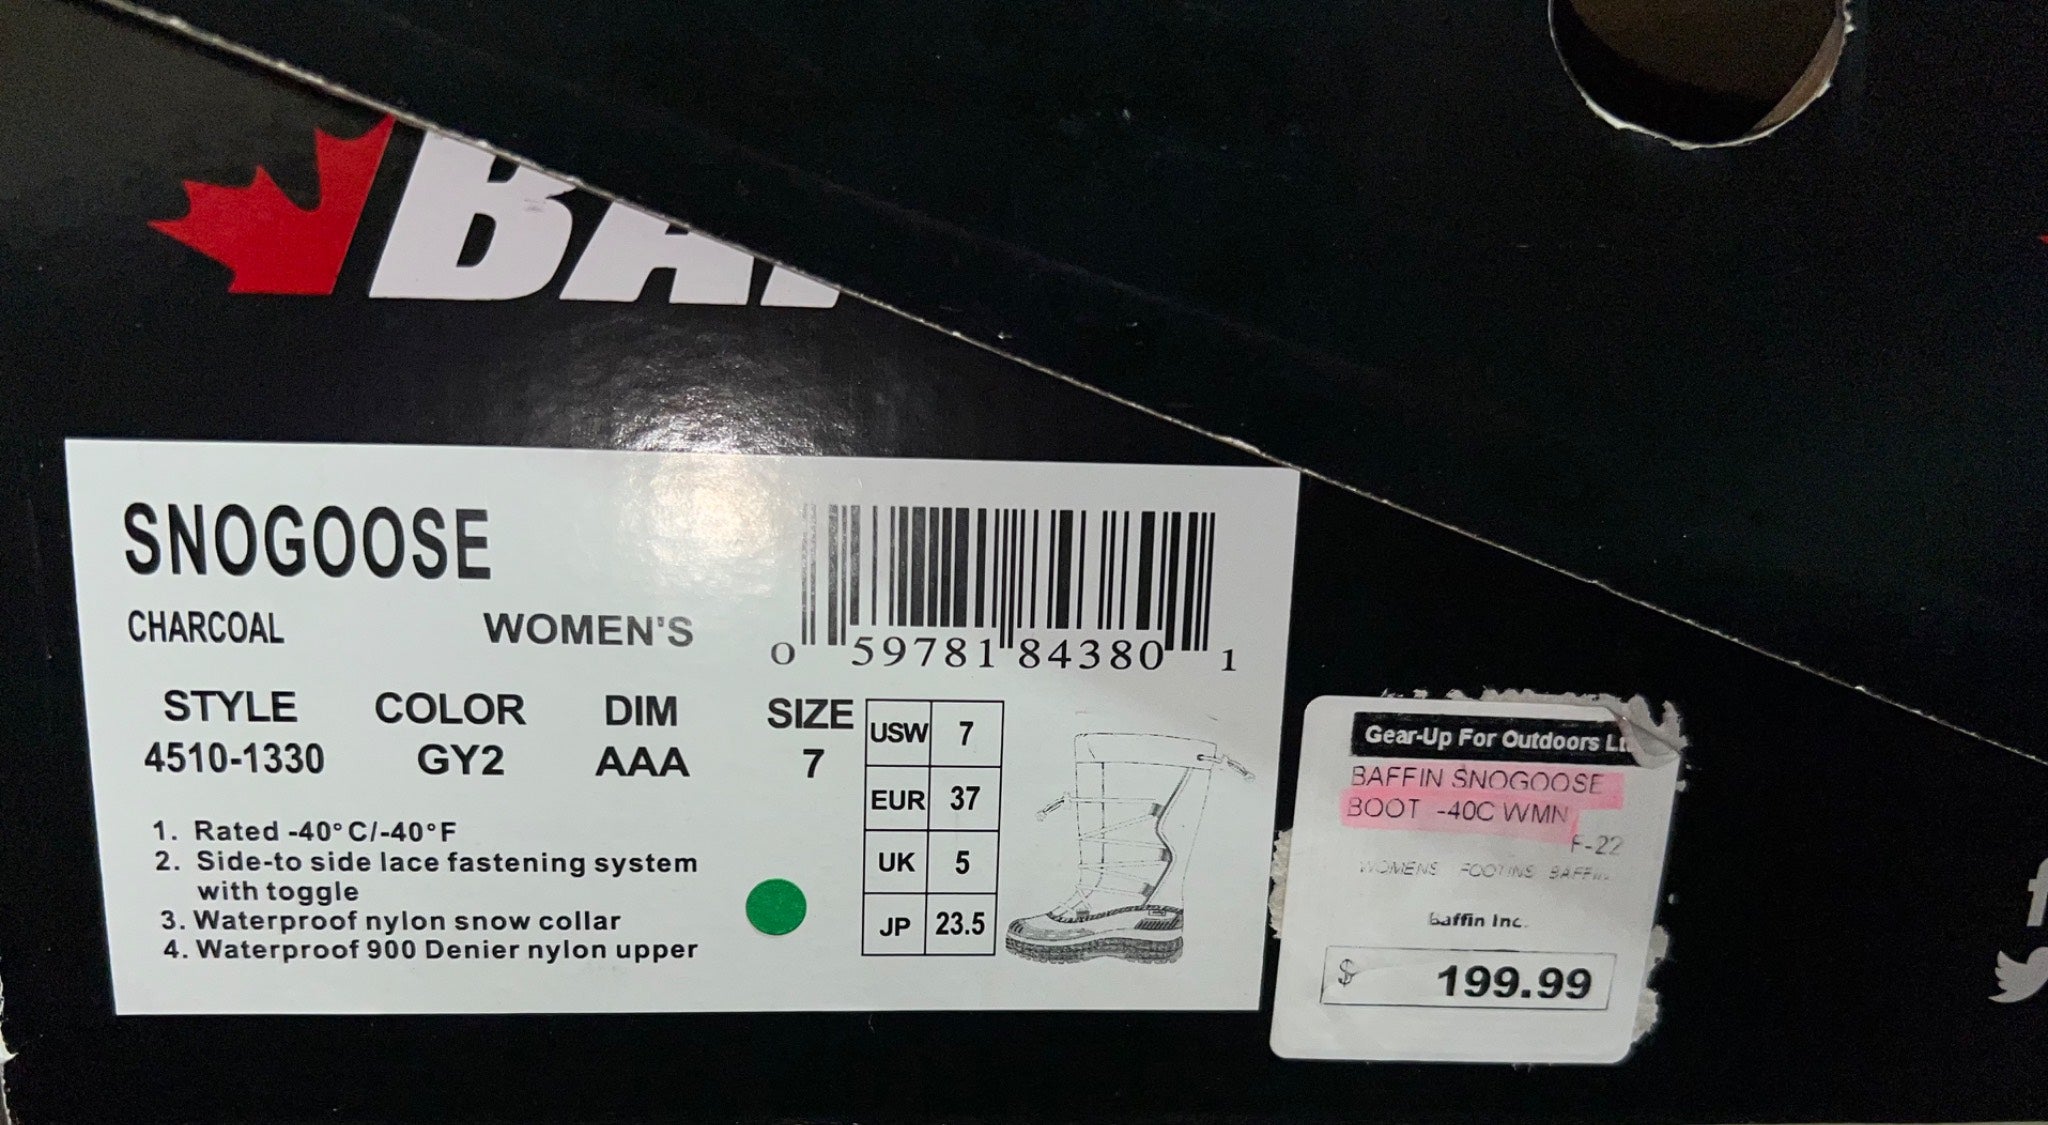 BAF
SNOGOOSE
CHARCOAL WOMEN'S
0 59781 84380 1
STYLE COLOR DIM SIZE
4510-1330 GY2 AAA 7
USW 7
EUR 37
UK 5
JP 23.5
1. Rated -40°C/-40°F
2. Side-to side lace fastening system
with toggle
3. Waterproof nylon snow collar
4. Waterproof 900 Denier nylon upper
Gear-Up For Outdoors Lt
BAFFIN SNOGOOSE
BOOT -40C WMN
F-22
WOMENS FOOTINS BAFFIN
Baffin Inc.
$ 199.99